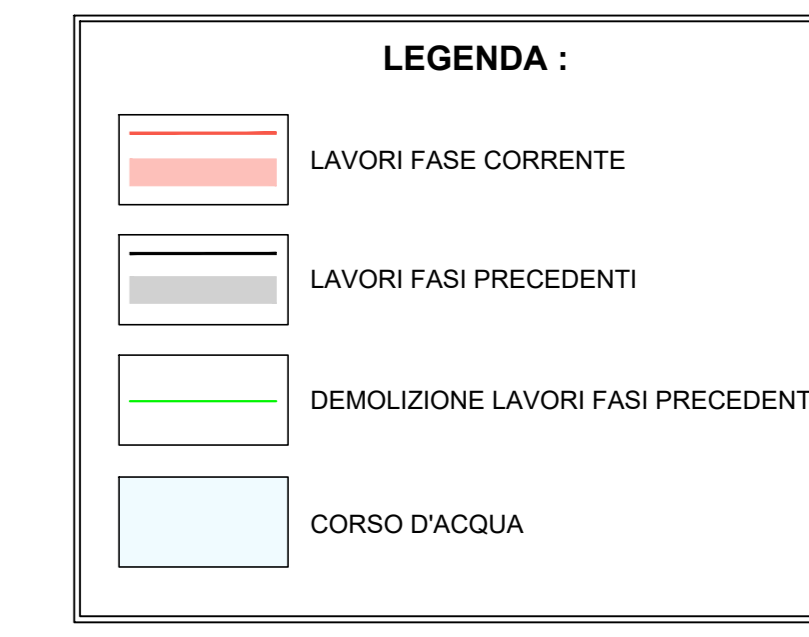 LEGENDA :
LAVORI FASE CORRENTE
LAVORI FASI PRECEDENTI
DEMOLIZIONE LAVORI FASI PRECEDENT
CORSO D'ACQUA